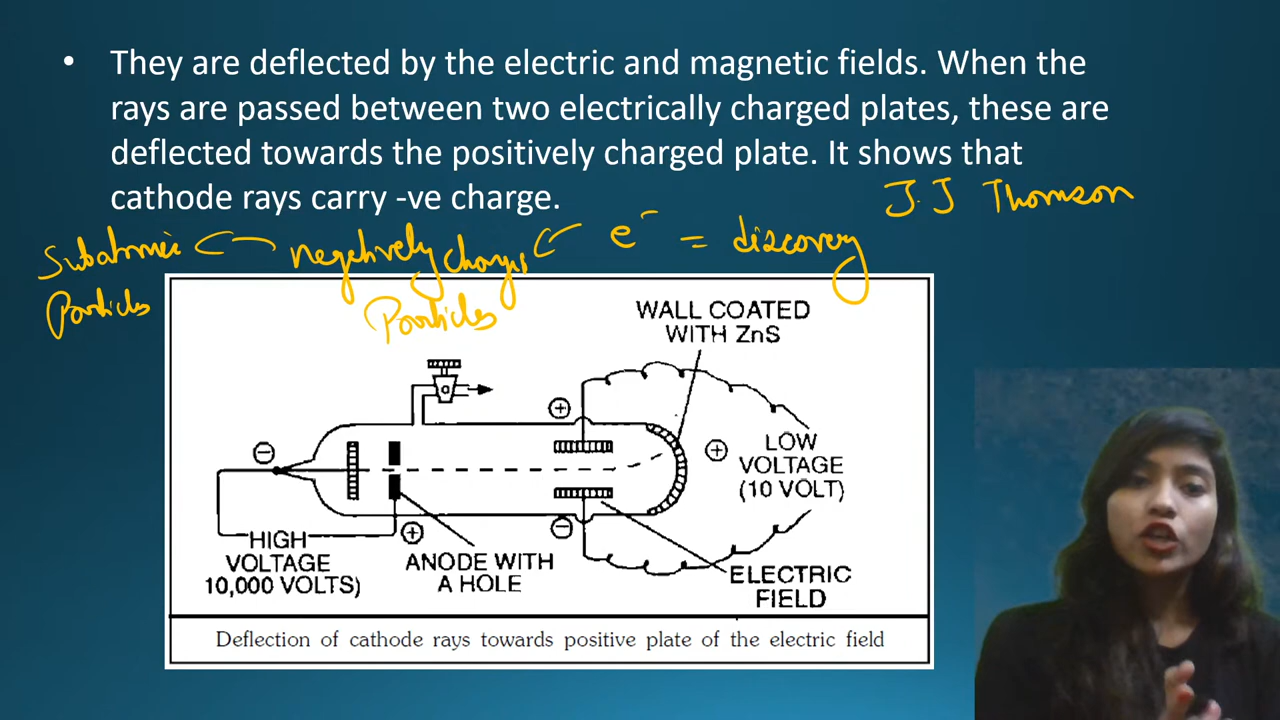 • They are deflected by the electric and magnetic fields. When the
rays are passed between two electrically charged plates, these are
deflected towards the positively charged plate. It shows that
cathode rays carry -ve charge.
J.J Thomson
e⁻ = discovery
negatively charges
Particles
Subatomic
Particles
WALL COATED
WITH ZnS
a
+
−
+
LOW
VOLTAGE
(10 VOLT)
−
+
HIGH
VOLTAGE
10,000 VOLTS)
ANODE WITH
A HOLE
ELECTRIC
FIELD
Deflection of cathode rays towards positive plate of the electric field